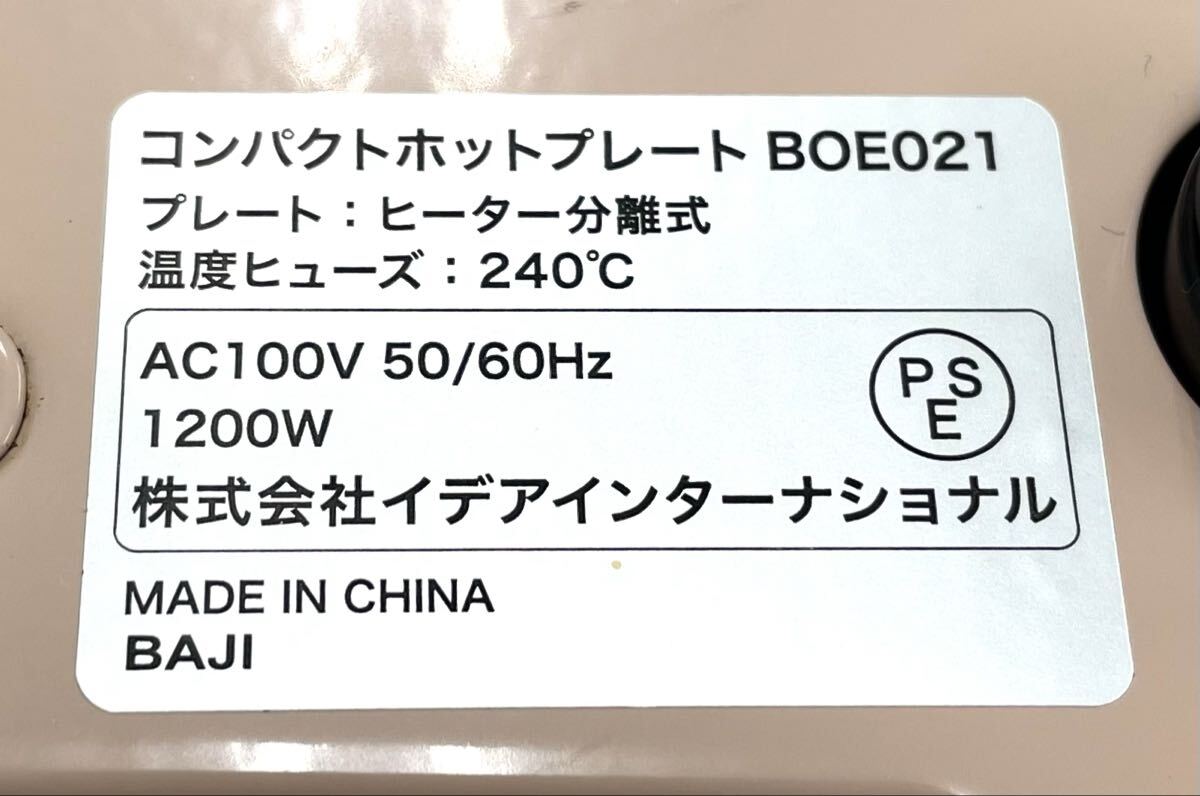 コンパクトホットプレート BOE021
プレート：ヒーター分離式
温度ヒューズ：240℃
AC100V 50/60Hz
1200W
PSE
株式会社イデアインターナショナル
MADE IN CHINA
BAJI